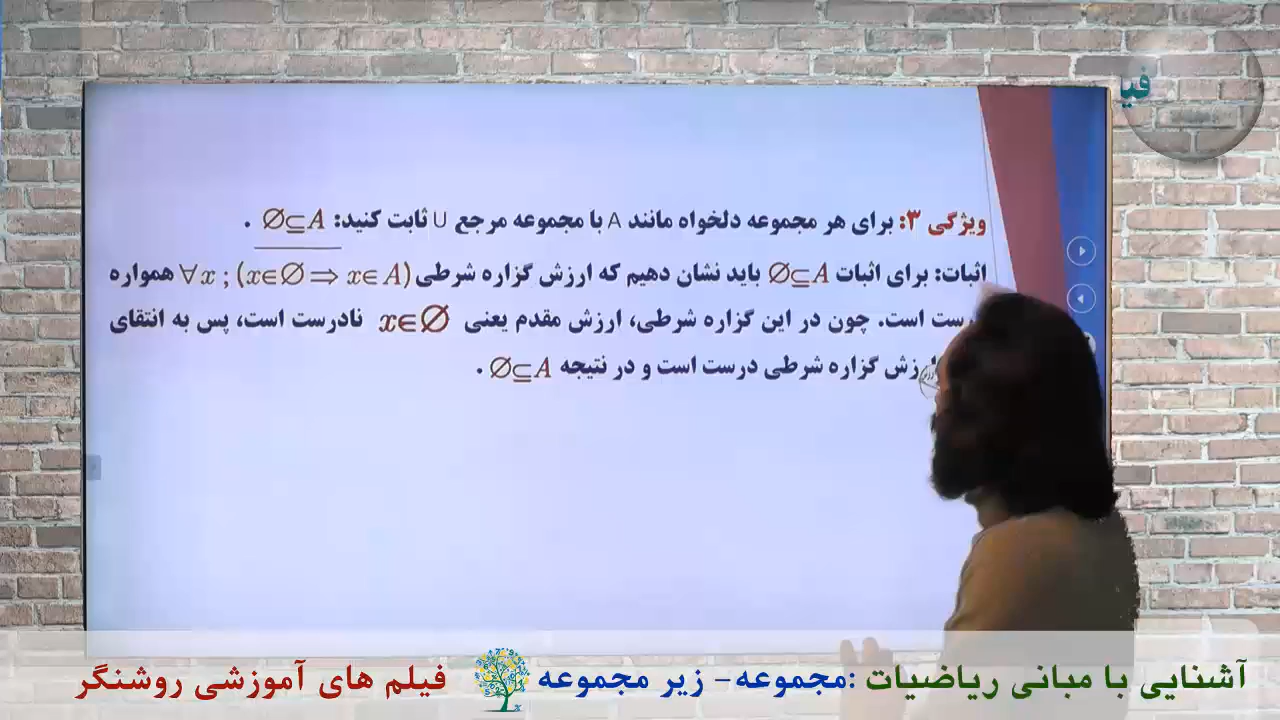 فیا
ویژگی ۳: برای هر مجموعه دلخواه مانند A با مجموعه مرجع U ثابت کنید: ∅⊆A .
اثبات: برای اثبات ∅⊆A باید نشان دهیم که ارزش گزاره شرطی ∀x ; (x∈∅ ⇒ x∈A) همواره
است. چون در این گزاره شرطی، ارزش مقدم یعنی x∈∅ نادرست است، پس به انتقای
ارزش گزاره شرطی درست است و در نتیجه ∅⊆A .
آشنایی با مبانی ریاضیات :مجموعه- زیر مجموعه فیلم های آموزشی روشنگر